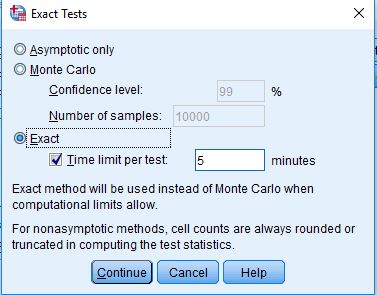 Exact Tests
Asymptotic only
Monte Carlo
Confidence level: 99 %
Number of samples: 10000
Exact
Time limit per test: 5 minutes
Exact method will be used instead of Monte Carlo when
computational limits allow.
For nonasymptotic methods, cell counts are always rounded or
truncated in computing the test statistics.
Continue Cancel Help